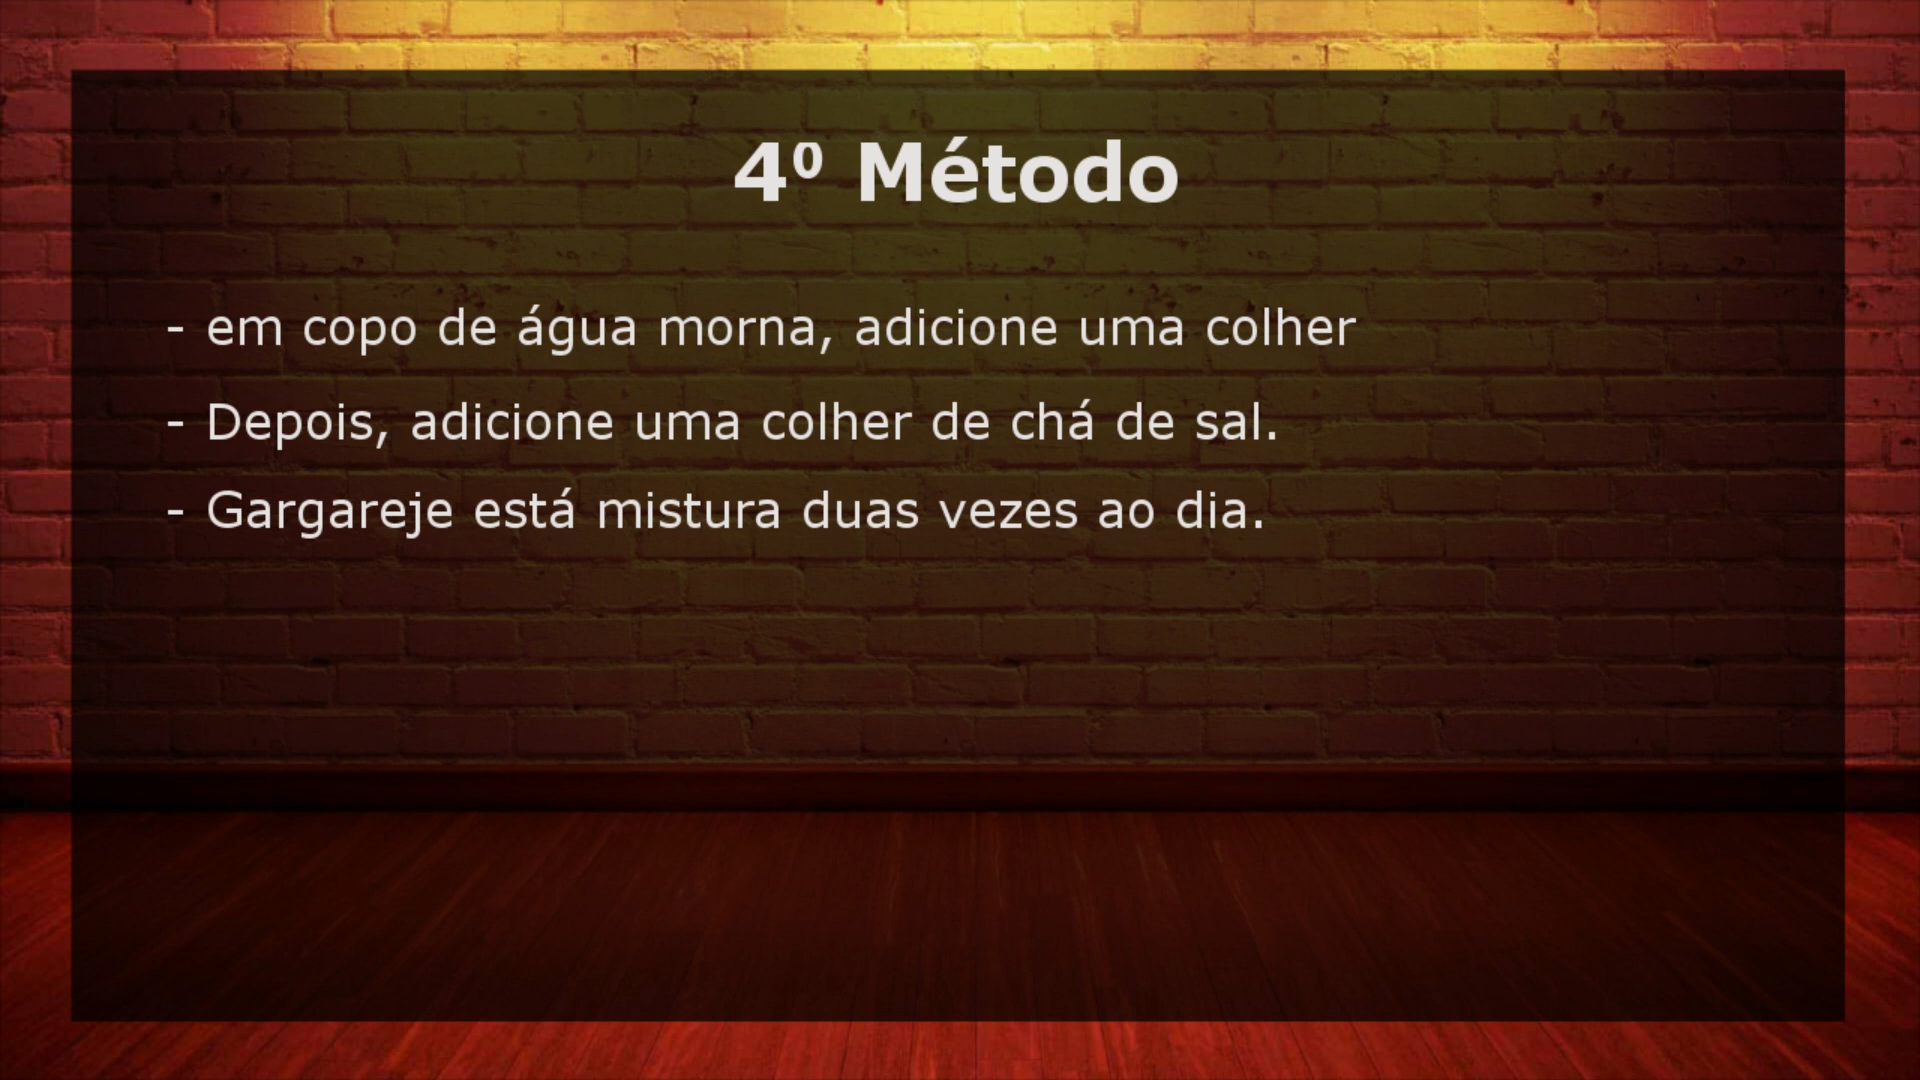 4⁰ Método
- em copo de água morna, adicione uma colher
- Depois, adicione uma colher de chá de sal.
- Gargareje está mistura duas vezes ao dia.